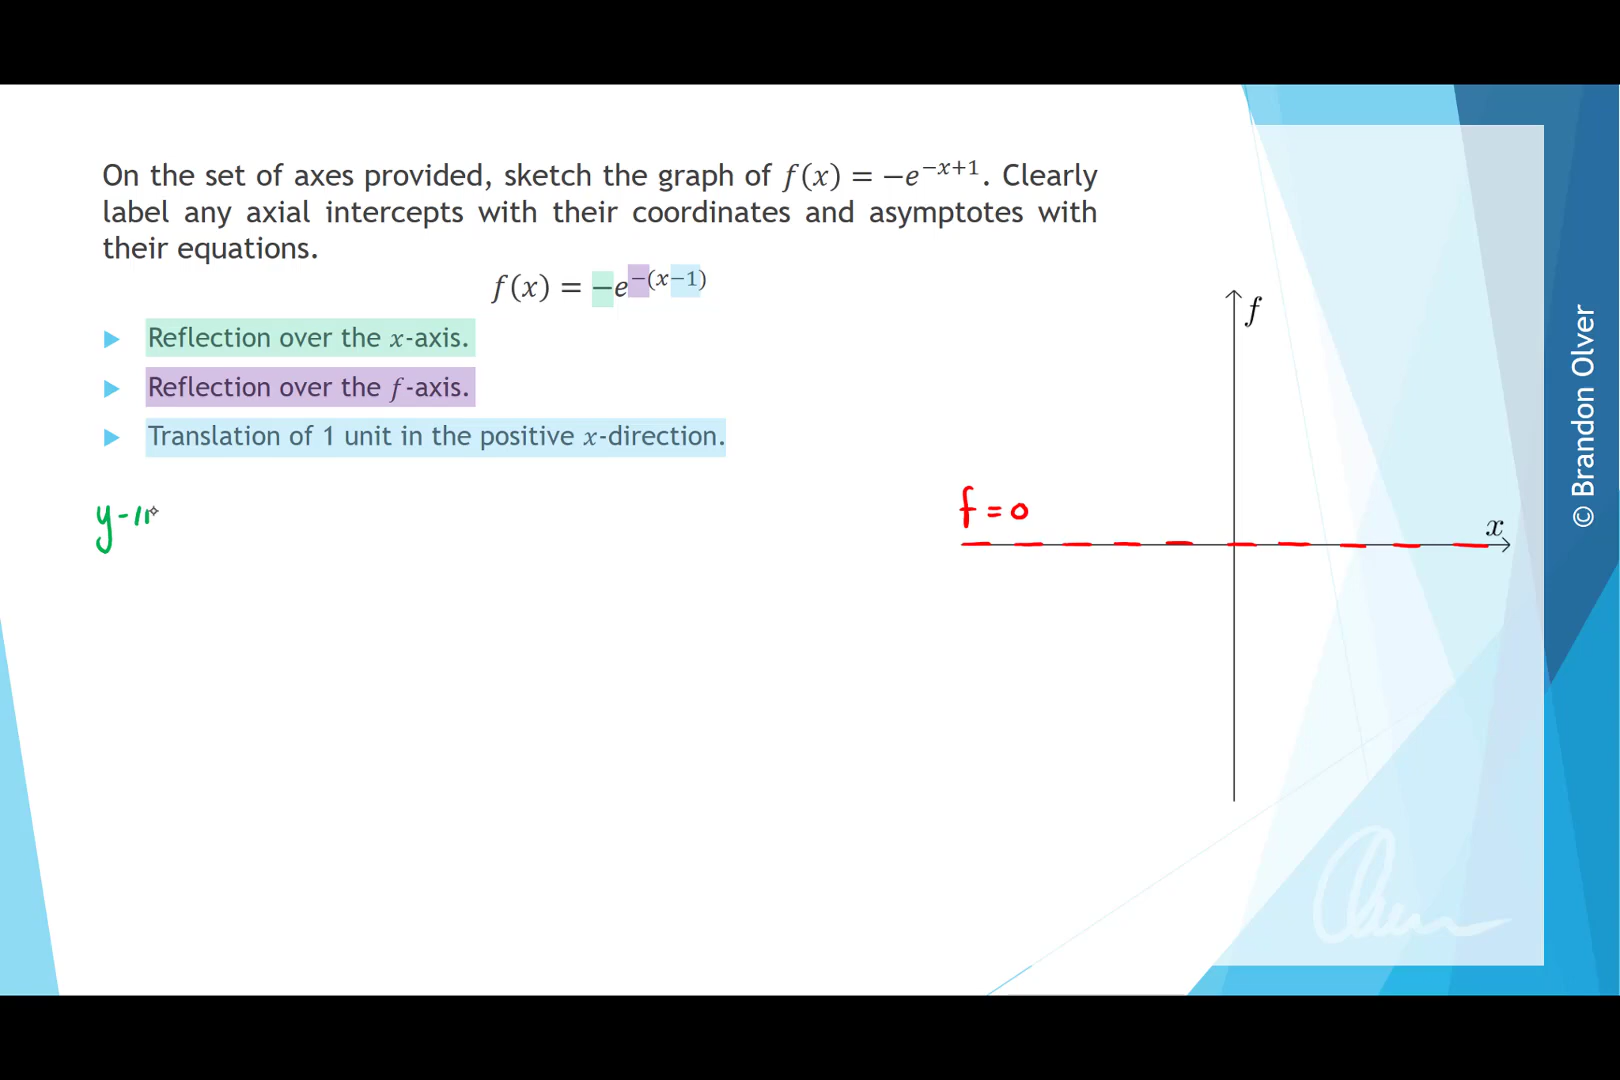 On the set of axes provided, sketch the graph of f(x) = −e^{−x+1}. Clearly
label any axial intercepts with their coordinates and asymptotes with
their equations.
f(x) = −e^{−(x−1)}
Reflection over the x-axis.
Reflection over the f-axis.
Translation of 1 unit in the positive x-direction.
y-in
f = 0
f
x
© Brandon Olver